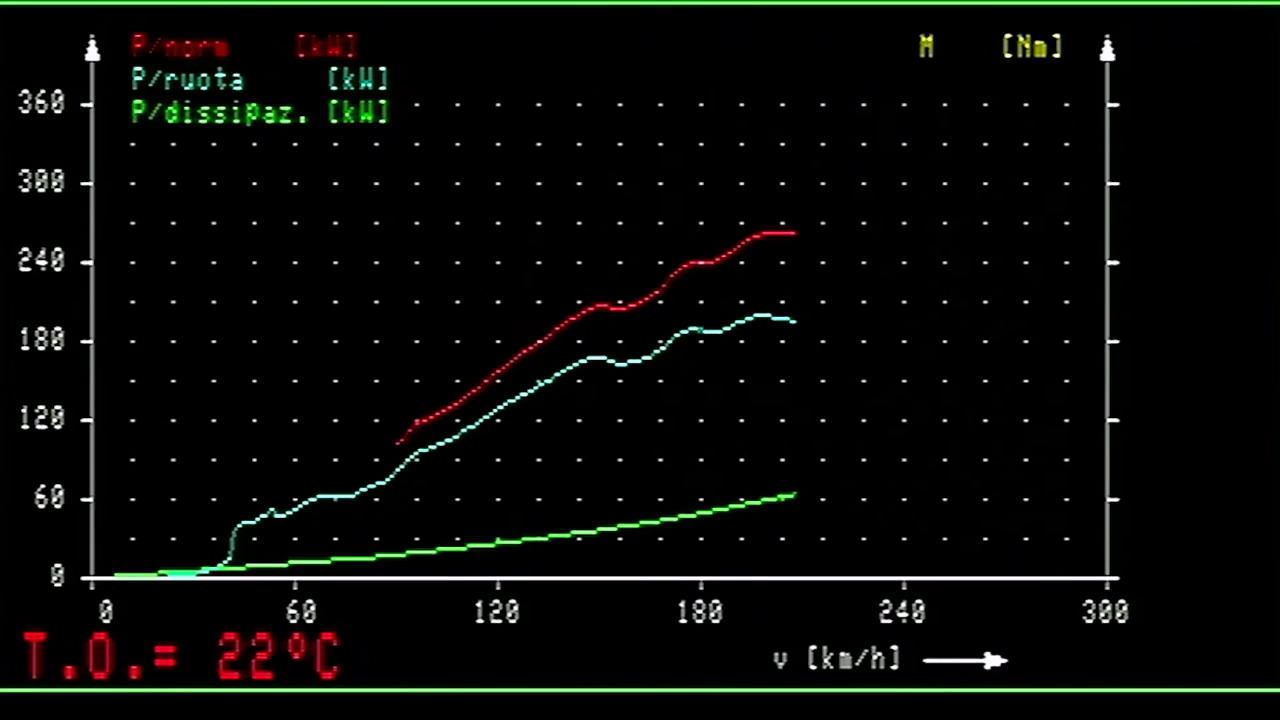 P/norm [kW] M [Nm]
P/ruota [kW]
P/dissipaz. [kW]
360
300
240
180
120
60
0
0 60 120 180 240 300
T.O.= 22°C
v [km/h]